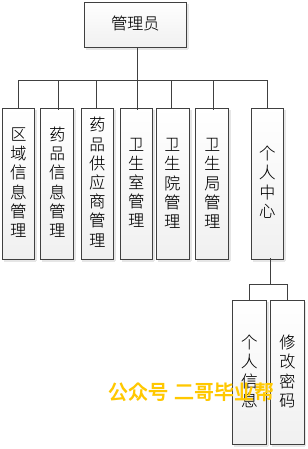 管理员
区域信息管理
药品信息管理
药品供应商管理
卫生室管理
卫生院管理
卫生局管理
个人中心
个人信息
修改密码
公众号 二哥毕业帮